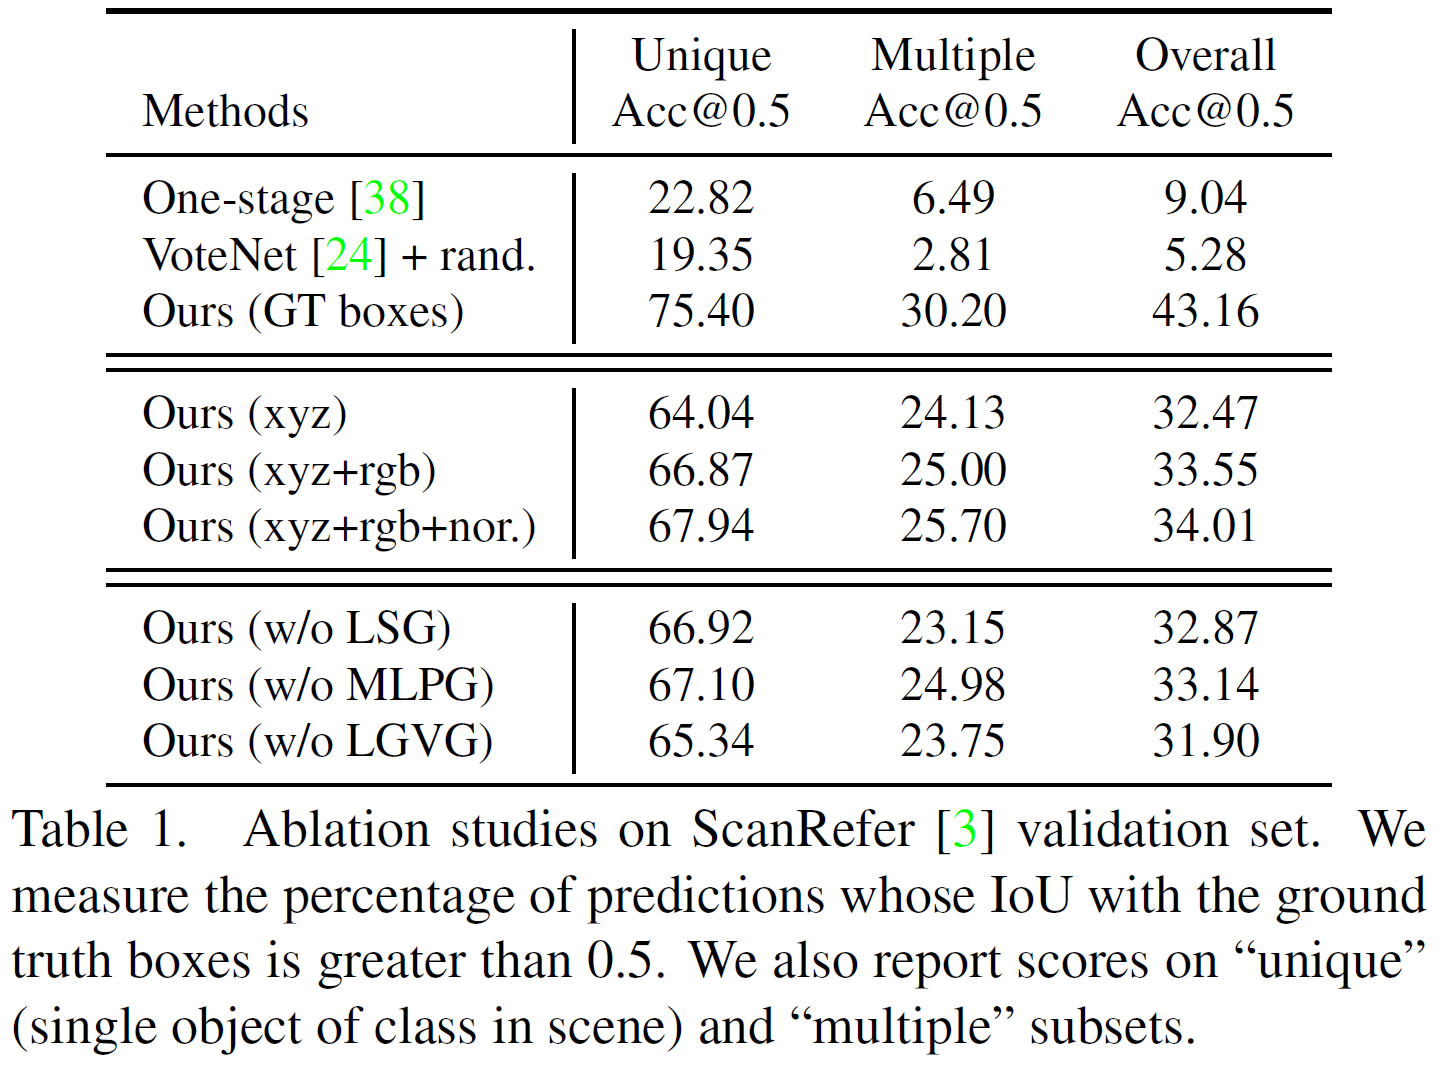 Methods Unique Acc@0.5 Multiple Acc@0.5 Overall Acc@0.5
One-stage [38] 22.82 6.49 9.04
VoteNet [24] + rand. 19.35 2.81 5.28
Ours (GT boxes) 75.40 30.20 43.16
Ours (xyz) 64.04 24.13 32.47
Ours (xyz+rgb) 66.87 25.00 33.55
Ours (xyz+rgb+nor.) 67.94 25.70 34.01
Ours (w/o LSG) 66.92 23.15 32.87
Ours (w/o MLPG) 67.10 24.98 33.14
Ours (w/o LGVG) 65.34 23.75 31.90
Table 1. Ablation studies on ScanRefer [3] validation set. We
measure the percentage of predictions whose IoU with the ground
truth boxes is greater than 0.5. We also report scores on “unique”
(single object of class in scene) and “multiple” subsets.